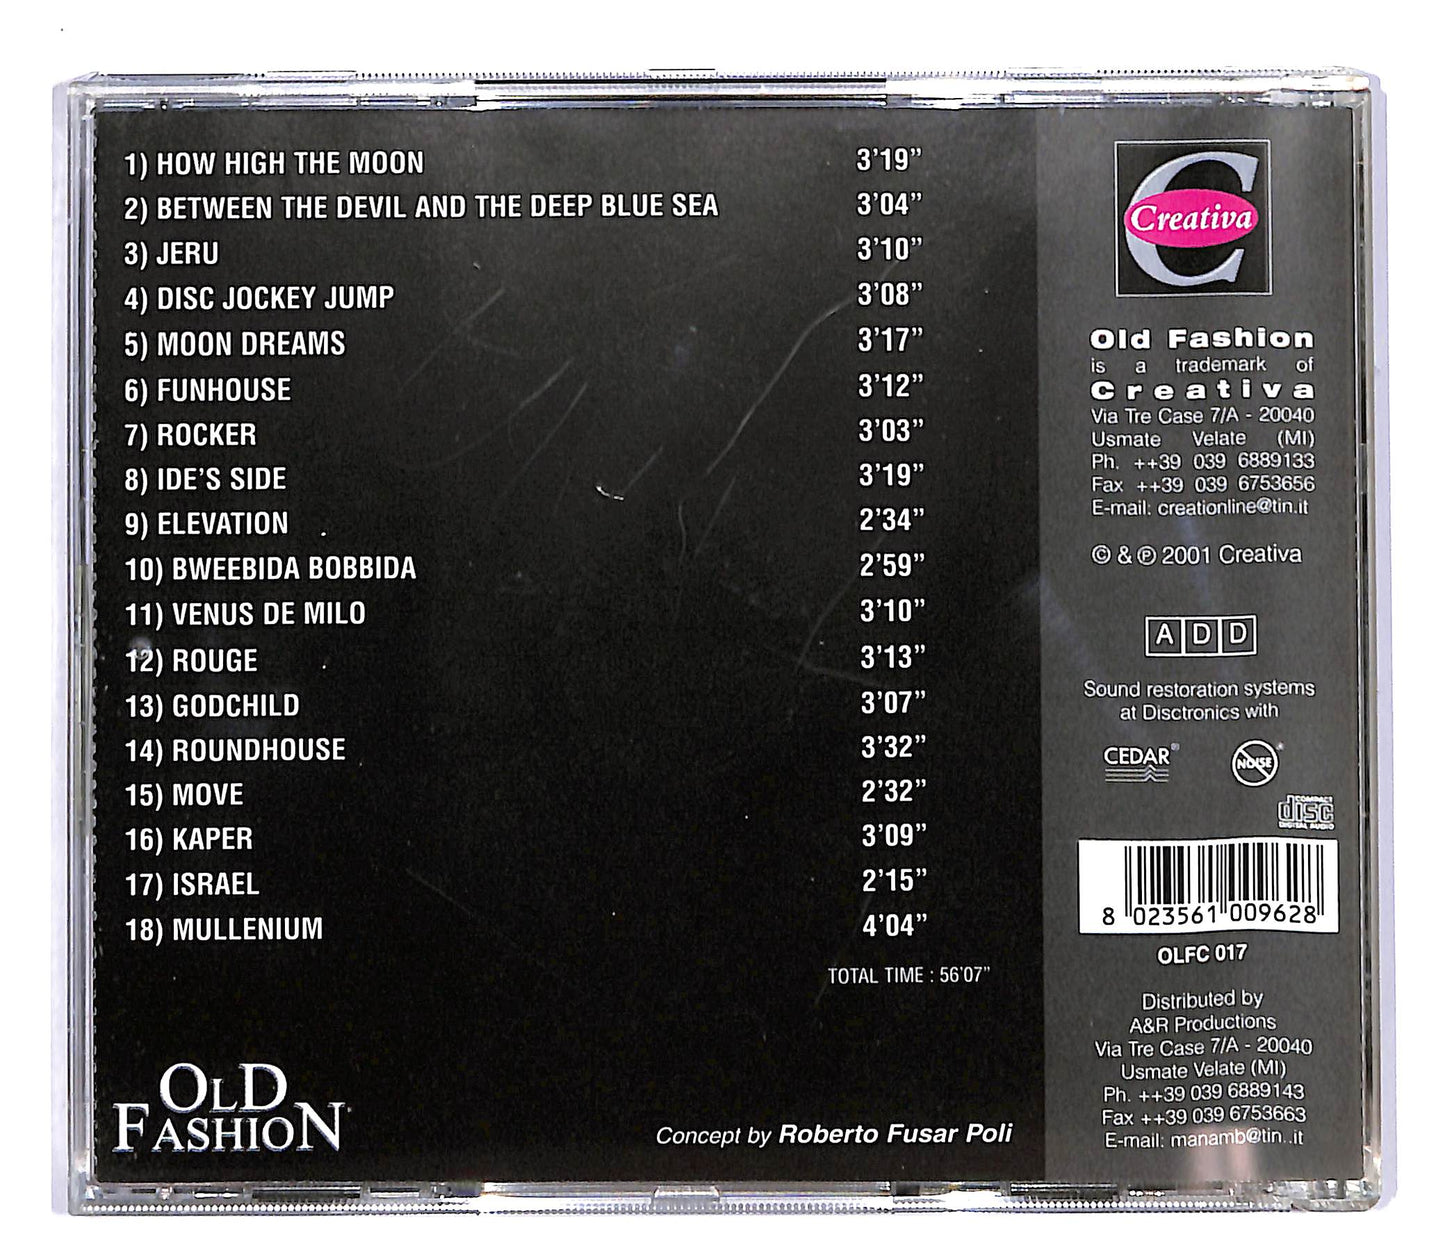 1) HOW HIGH THE MOON 3'19”
2) BETWEEN THE DEVIL AND THE DEEP BLUE SEA 3'04”
3) JERU 3'10”
4) DISC JOCKEY JUMP 3'08”
5) MOON DREAMS 3'17”
6) FUNHOUSE 3'12”
7) ROCKER 3'03”
8) IDE'S SIDE 3'19”
9) ELEVATION 2'34”
10) BWEEBIDA BOBBIDA 2'59”
11) VENUS DE MILO 3'10”
12) ROUGE 3'13”
13) GODCHILD 3'07”
14) ROUNDHOUSE 3'32”
15) MOVE 2'32”
16) KAPER 3'09”
17) ISRAEL 2'15”
18) MULLENIUM 4'04”
TOTAL TIME : 56'07”
OLD
FASHION
Concept by Roberto Fusar Poli
C
Creativa
Old Fashion
is a trademark of
Creativa
Via Tre Case 7/A - 20040
Usmate Velate (MI)
Ph. ++39 039 6889133
Fax ++39 039 6753656
E-mail: creationline@tin.it
© & ℗ 2001 Creativa
A D D
Sound restoration systems
at Disctronics with
CEDAR®
NOISE
COMPACT
disc
DIGITAL AUDIO
8 023561 009628
OLFC 017
Distributed by
A&R Productions
Via Tre Case 7/A - 20040
Usmate Velate (MI)
Ph. ++39 039 6889143
Fax ++39 039 6753663
E-mail: manamb@tin..it